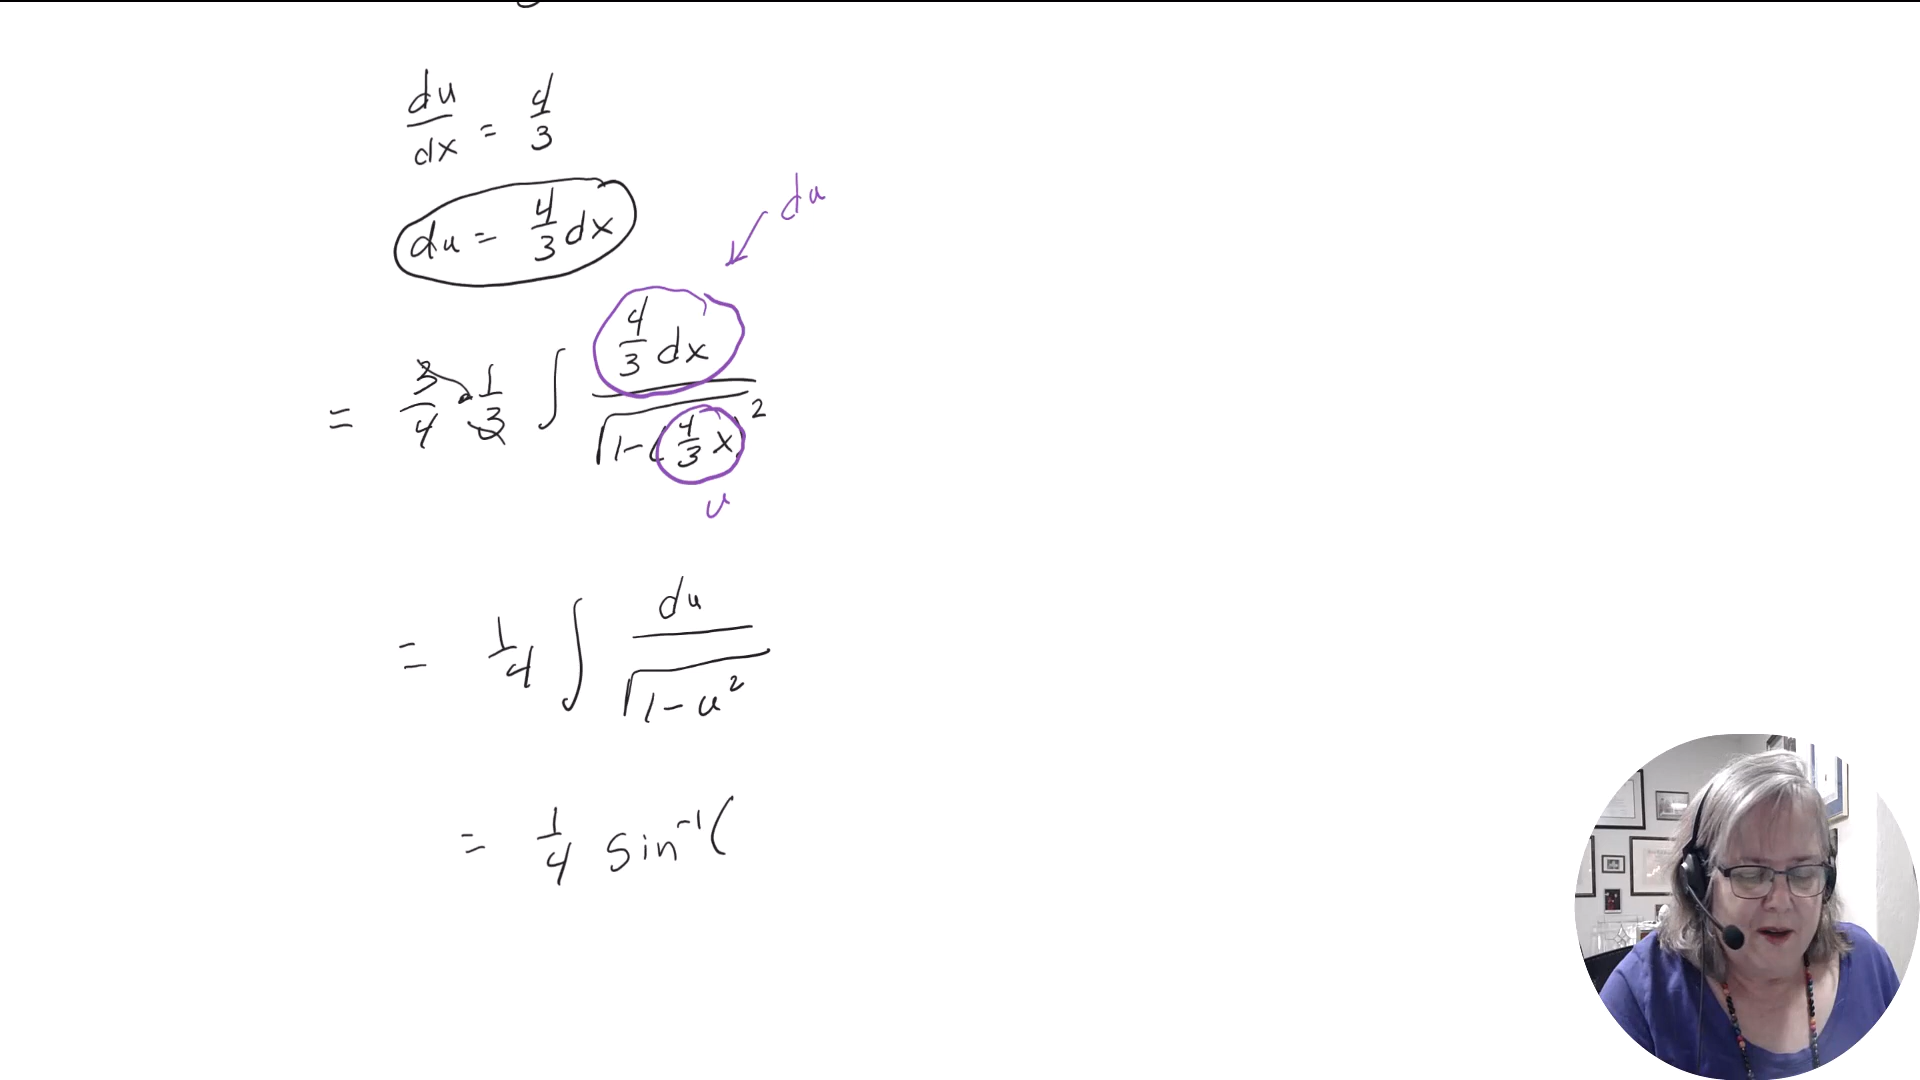 du/dx = 4/3
du = 4/3 dx
du
= 3/4 · 1/3 ∫ (4/3 dx)/√(1-(4/3 x)²)
u
= 1/4 ∫ du/√(1-u²)
= 1/4 sin⁻¹(